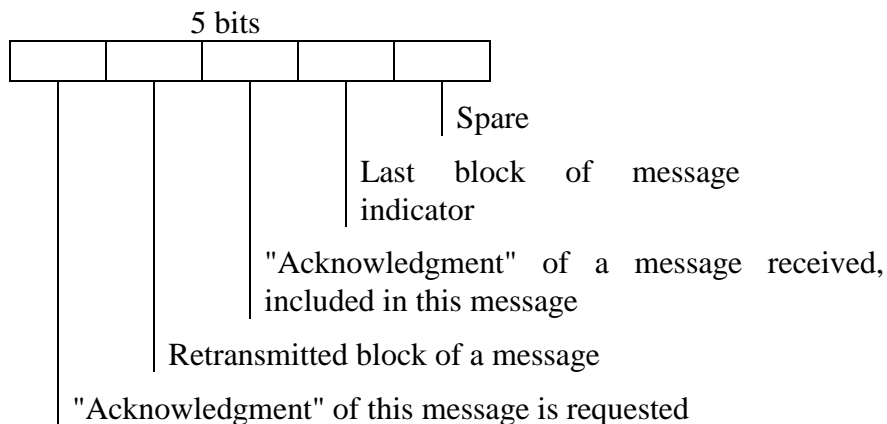 5 bits
Spare
Last block of message
indicator
"Acknowledgment" of a message received,
included in this message
Retransmitted block of a message
"Acknowledgment" of this message is requested